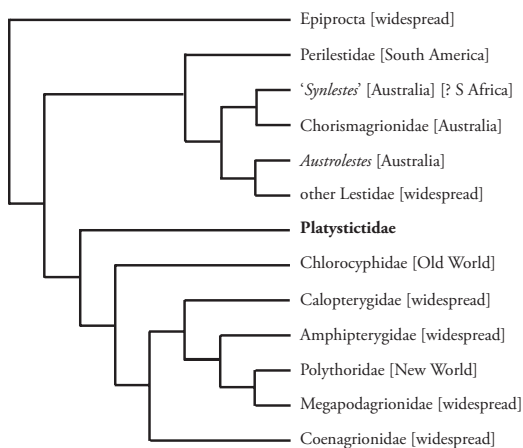 Epiprocta [widespread]
Perilestidae [South America]
‘Synlestes’ [Australia] [? S Africa]
Chorismagrionidae [Australia]
Austrolestes [Australia]
other Lestidae [widespread]
Platystictidae
Chlorocyphidae [Old World]
Calopterygidae [widespread]
Amphipterygidae [widespread]
Polythoridae [New World]
Megapodagrionidae [widespread]
Coenagrionidae [widespread]